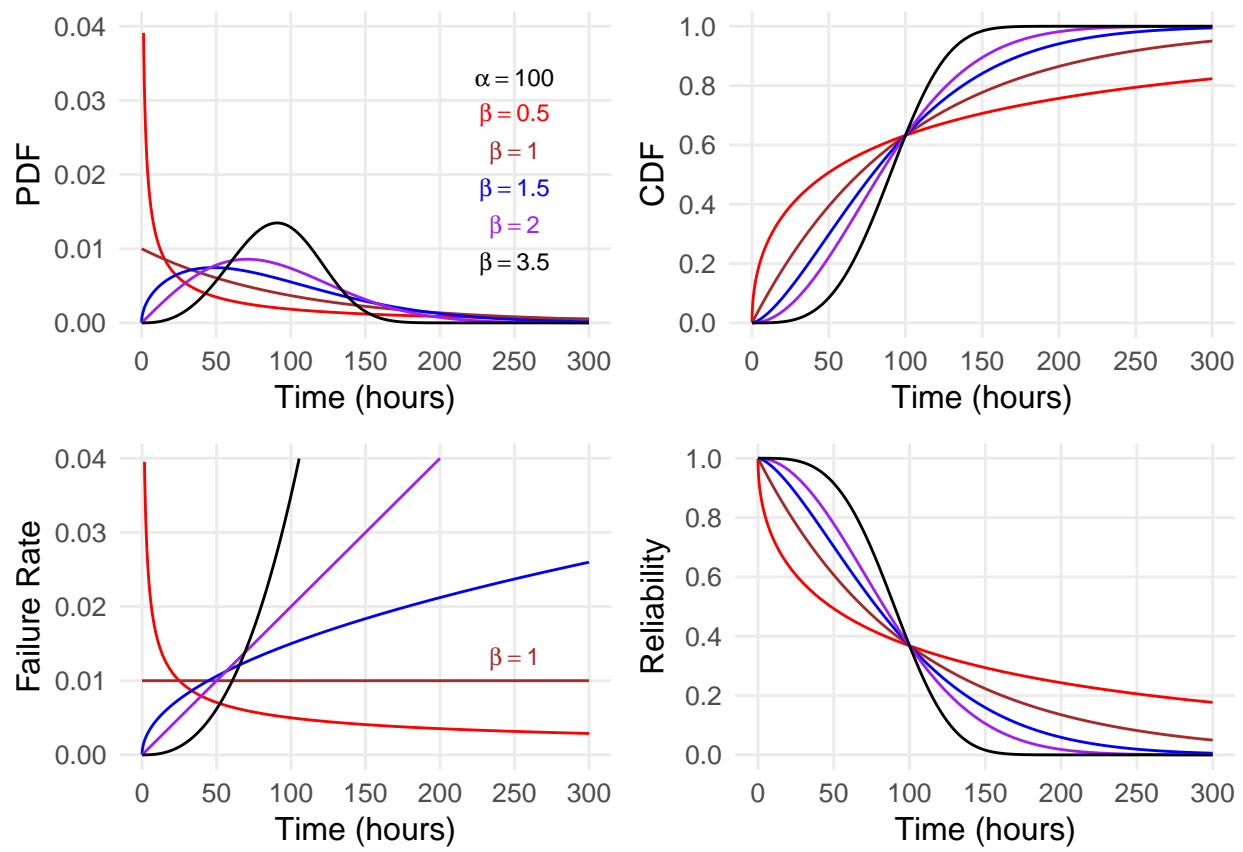 0.04
0.03
0.02
0.01
0.00
PDF
α = 100
β = 0.5
β = 1
β = 1.5
β = 2
β = 3.5
0 50 100 150 200 250 300
Time (hours)
1.0
0.8
0.6
0.4
0.2
0.0
CDF
0 50 100 150 200 250 300
Time (hours)
0.04
0.03
0.02
0.01
0.00
Failure Rate
β = 1
0 50 100 150 200 250 300
Time (hours)
1.0
0.8
0.6
0.4
0.2
0.0
Reliability
0 50 100 150 200 250 300
Time (hours)